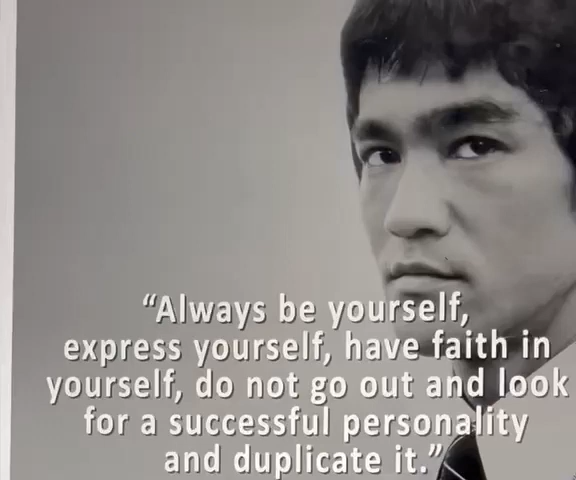 “Always be yourself,
express yourself, have faith in
yourself, do not go out and look
for a successful personality
and duplicate it.”